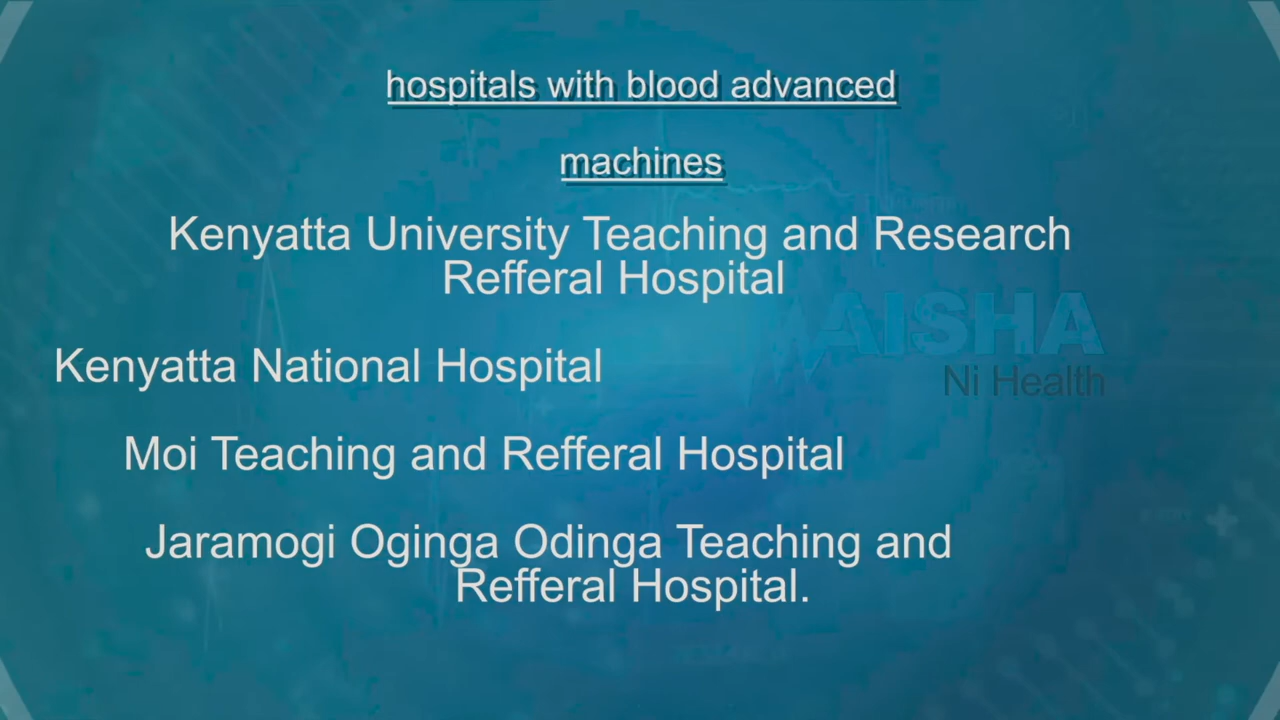 hospitals with blood advanced
machines
Kenyatta University Teaching and Research
Refferal Hospital
AISHA
Ni Health
Kenyatta National Hospital
Moi Teaching and Refferal Hospital
Jaramogi Oginga Odinga Teaching and
Refferal Hospital.